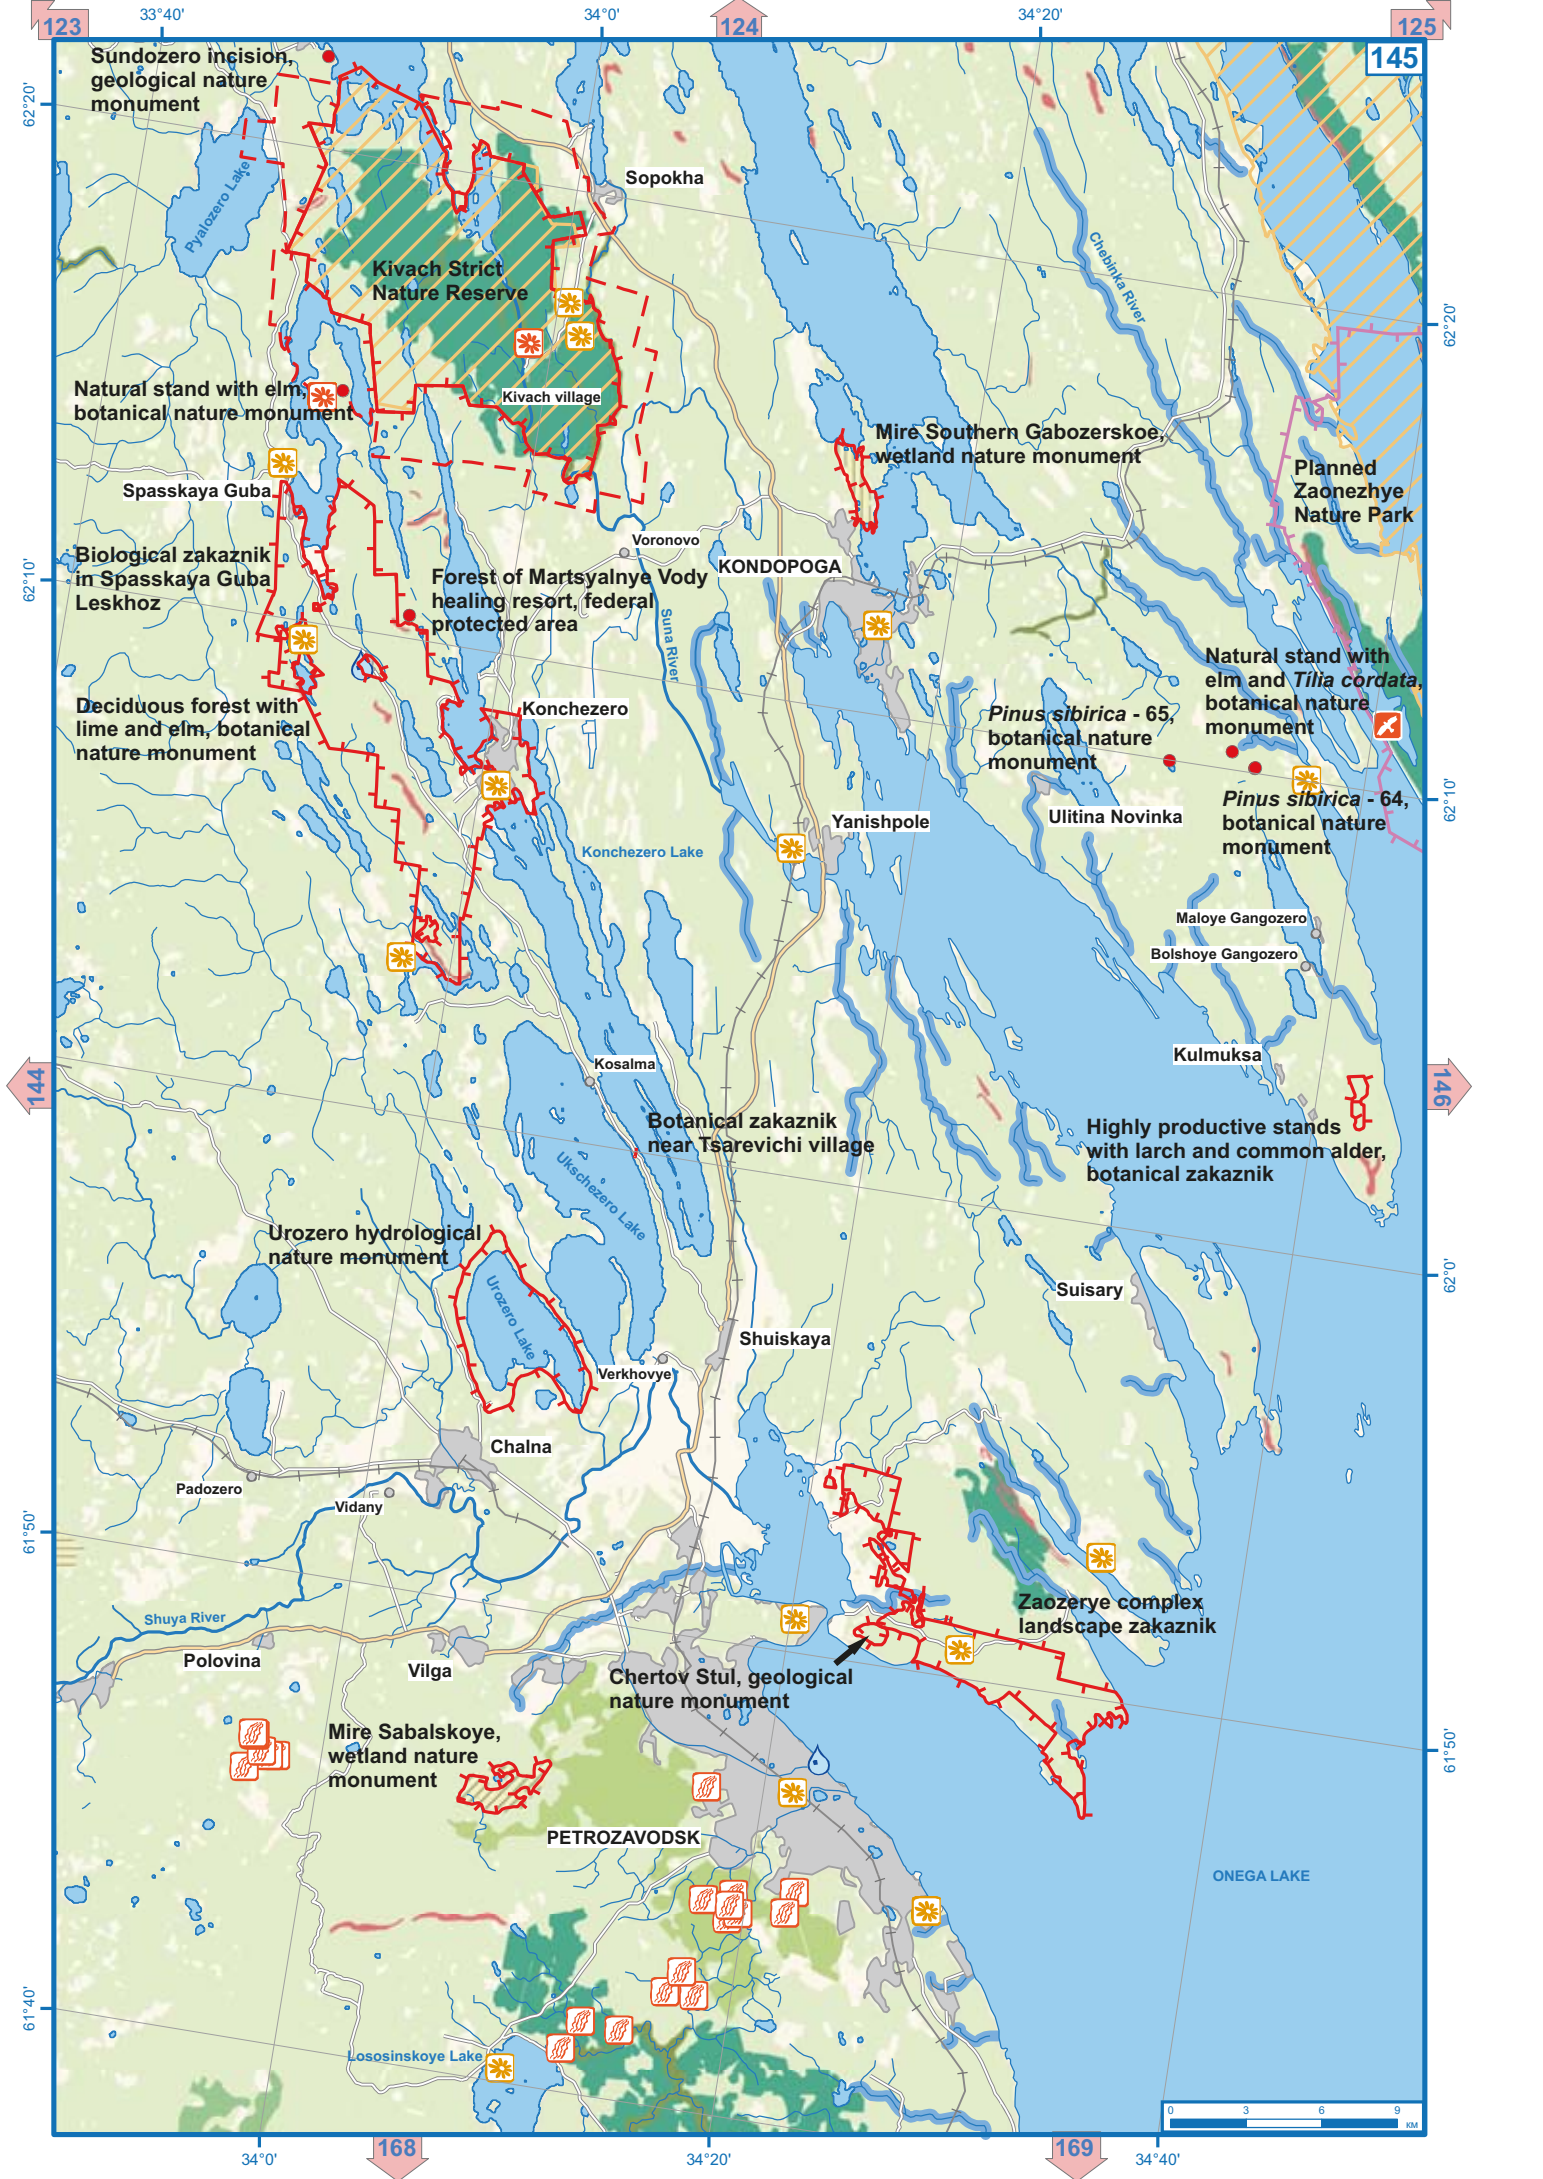 33°40'
34°0'
34°20'
123
124
125
145
Sundozero incision,
geological nature
monument
62°20'
Pyalozero Lake
Sopokha
Kivach Strict
Nature Reserve
Chebinka River
62°20'
Kivach village
Natural stand with elm,
botanical nature monument
Mire Southern Gabozerskoe,
wetland nature monument
Planned
Zaonezhye
Nature Park
Spasskaya Guba
Voronovo
KONDOPOGA
Biological zakaznik
in Spasskaya Guba
Leskhoz
62°10'
Forest of Martsyalnye Vody
healing resort, federal
protected area
Suna River
Natural stand with
elm and Tilia cordata,
botanical nature
monument
Deciduous forest with
lime and elm, botanical
nature monument
Konchezero
Pinus sibirica - 65,
botanical nature
monument
Pinus sibirica - 64,
botanical nature
monument
62°10'
Ulitina Novinka
Yanishpole
Konchezero Lake
Maloye Gangozero
Bolshoye Gangozero
Kulmuksa
Kosalma
144
146
Botanical zakaznik
near Tsarevichi village
Highly productive stands
with larch and common alder,
botanical zakaznik
Ukschezero Lake
Urozero hydrological
nature monument
Urozero Lake
62°0'
Suisary
Shuiskaya
Verkhovye
Chalna
Padozero
Vidany
61°50'
Shuya River
Zaozerye complex
landscape zakaznik
Polovina
Vilga
Chertov Stul, geological
nature monument
Mire Sabalskoye,
wetland nature
monument
61°50'
PETROZAVODSK
ONEGA LAKE
61°40'
Lososinskoye Lake
0 3 6 9
км
168
169
34°0'
34°20'
34°40'